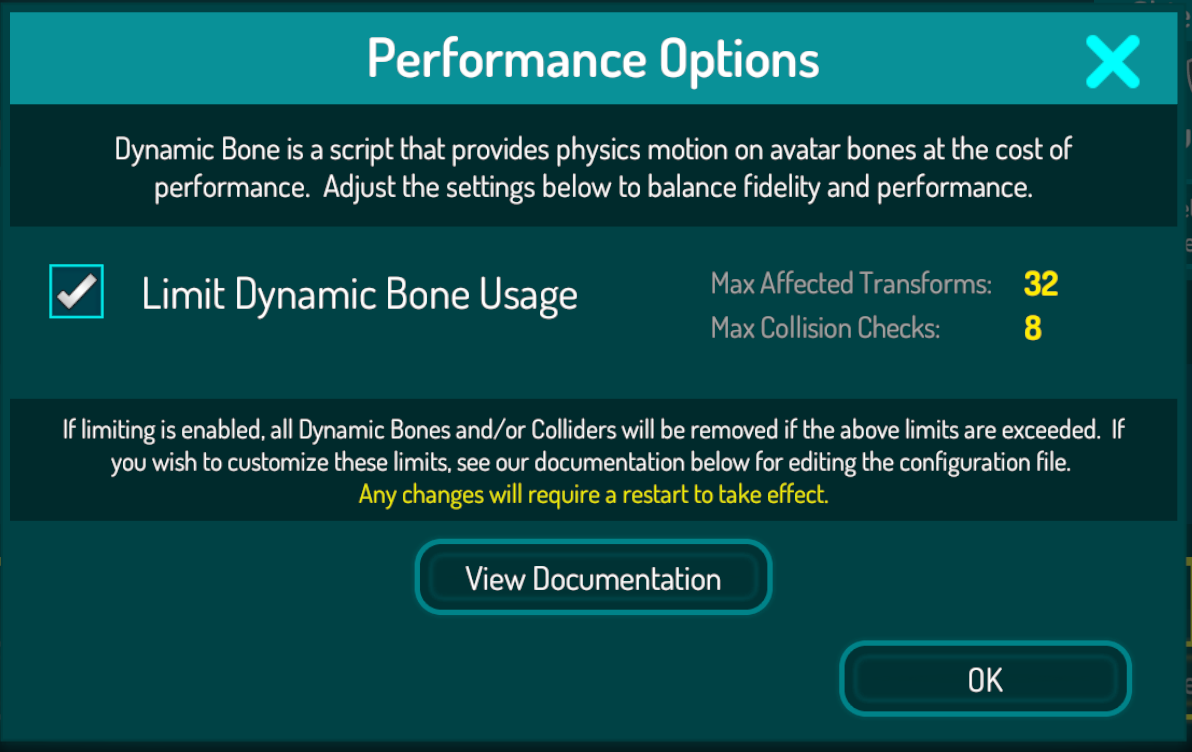 Performance Options
Dynamic Bone is a script that provides physics motion on avatar bones at the cost of
performance.  Adjust the settings below to balance fidelity and performance.
Limit Dynamic Bone Usage
Max Affected Transforms: 32
Max Collision Checks: 8
If limiting is enabled, all Dynamic Bones and/or Colliders will be removed if the above limits are exceeded.  If
you wish to customize these limits, see our documentation below for editing the configuration file.
Any changes will require a restart to take effect.
View Documentation
OK